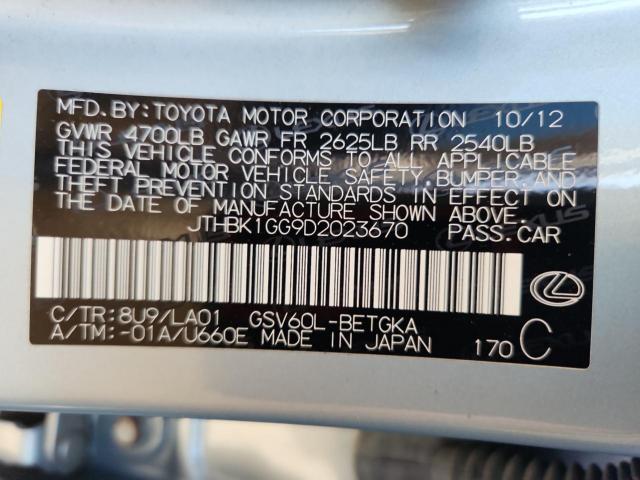 MFD. BY: TOYOTA MOTOR CORPORATION 10/12
GVWR 4700LB GAWR FR 2625LB RR 2540LB
THIS VEHICLE CONFORMS TO ALL APPLICABLE
FEDERAL MOTOR VEHICLE SAFETY, BUMPER, AND
THEFT PREVENTION STANDARDS IN EFFECT ON
THE DATE OF MANUFACTURE SHOWN ABOVE.
JTHBK1GG9D2023670 PASS. CAR
C/TR: 8U9/LA01 GSV60L-BETGKA
A/TM: -01A/U660E MADE IN JAPAN 170 C